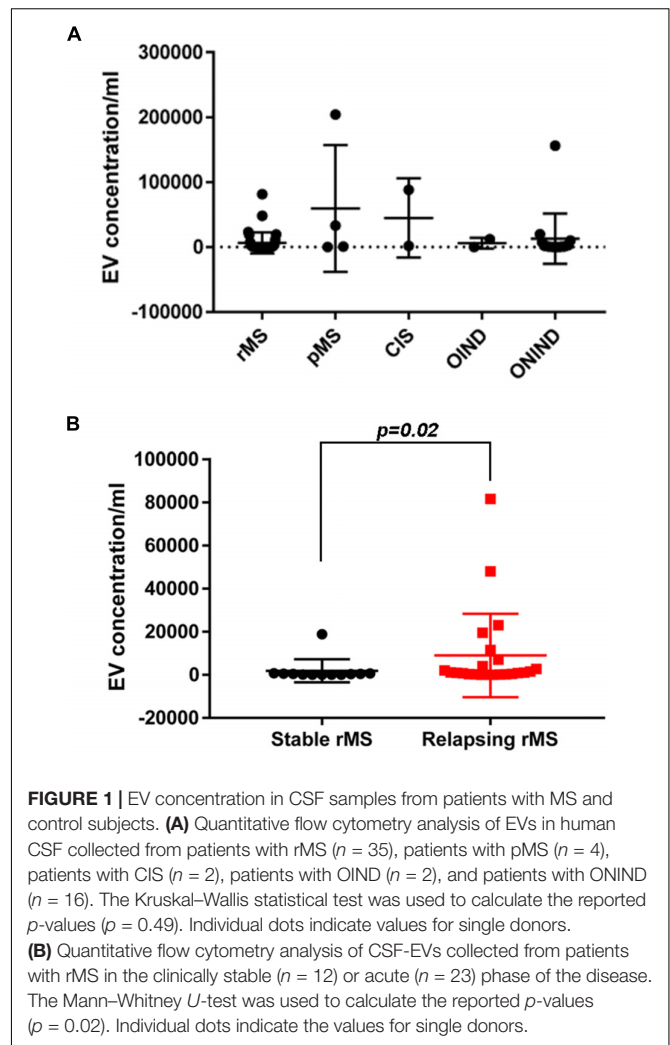 A
300000
200000
100000
0
-100000
EV concentration/ml
rMS
pMS
CIS
OIND
ONIND
B
p=0.02
100000
80000
60000
40000
20000
0
-20000
EV concentration/ml
Stable rMS
Relapsing rMS
FIGURE 1 | EV concentration in CSF samples from patients with MS and
control subjects. (A) Quantitative flow cytometry analysis of EVs in human
CSF collected from patients with rMS (n = 35), patients with pMS (n = 4),
patients with CIS (n = 2), patients with OIND (n = 2), and patients with ONIND
(n = 16). The Kruskal–Wallis statistical test was used to calculate the reported
p-values (p = 0.49). Individual dots indicate values for single donors.
(B) Quantitative flow cytometry analysis of CSF-EVs collected from patients
with rMS in the clinically stable (n = 12) or acute (n = 23) phase of the disease.
The Mann–Whitney U-test was used to calculate the reported p-values
(p = 0.02). Individual dots indicate the values for single donors.